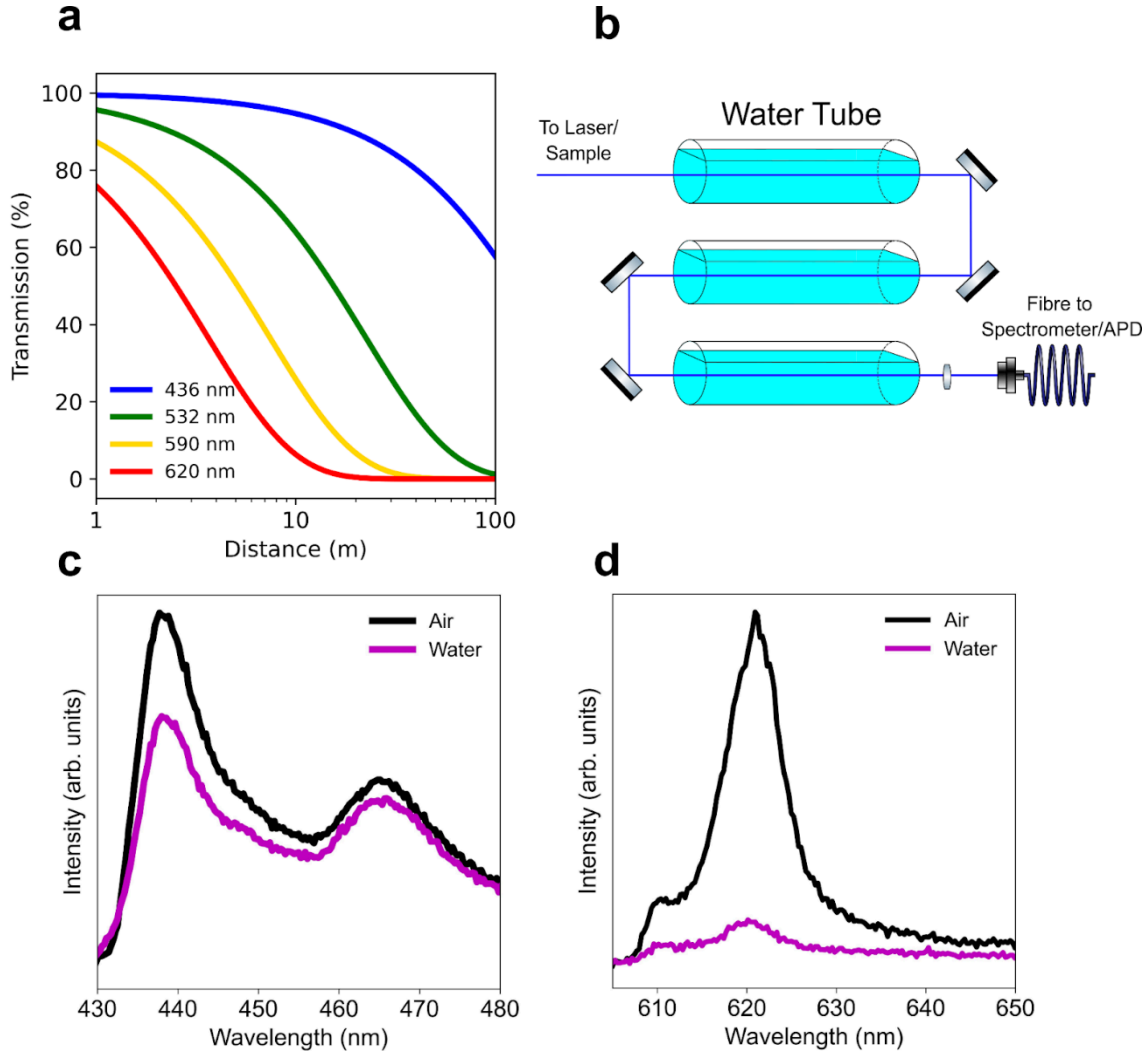 a
100
80
60
40
20
0
Transmission (%)
436 nm
532 nm
590 nm
620 nm
1
10
100
Distance (m)
b
Water Tube
To Laser/
Sample
Fibre to
Spectrometer/APD
c
Air
Water
Intensity (arb. units)
430
440
450
460
470
480
Wavelength (nm)
d
Air
Water
Intensity (arb. units)
610
620
630
640
650
Wavelength (nm)